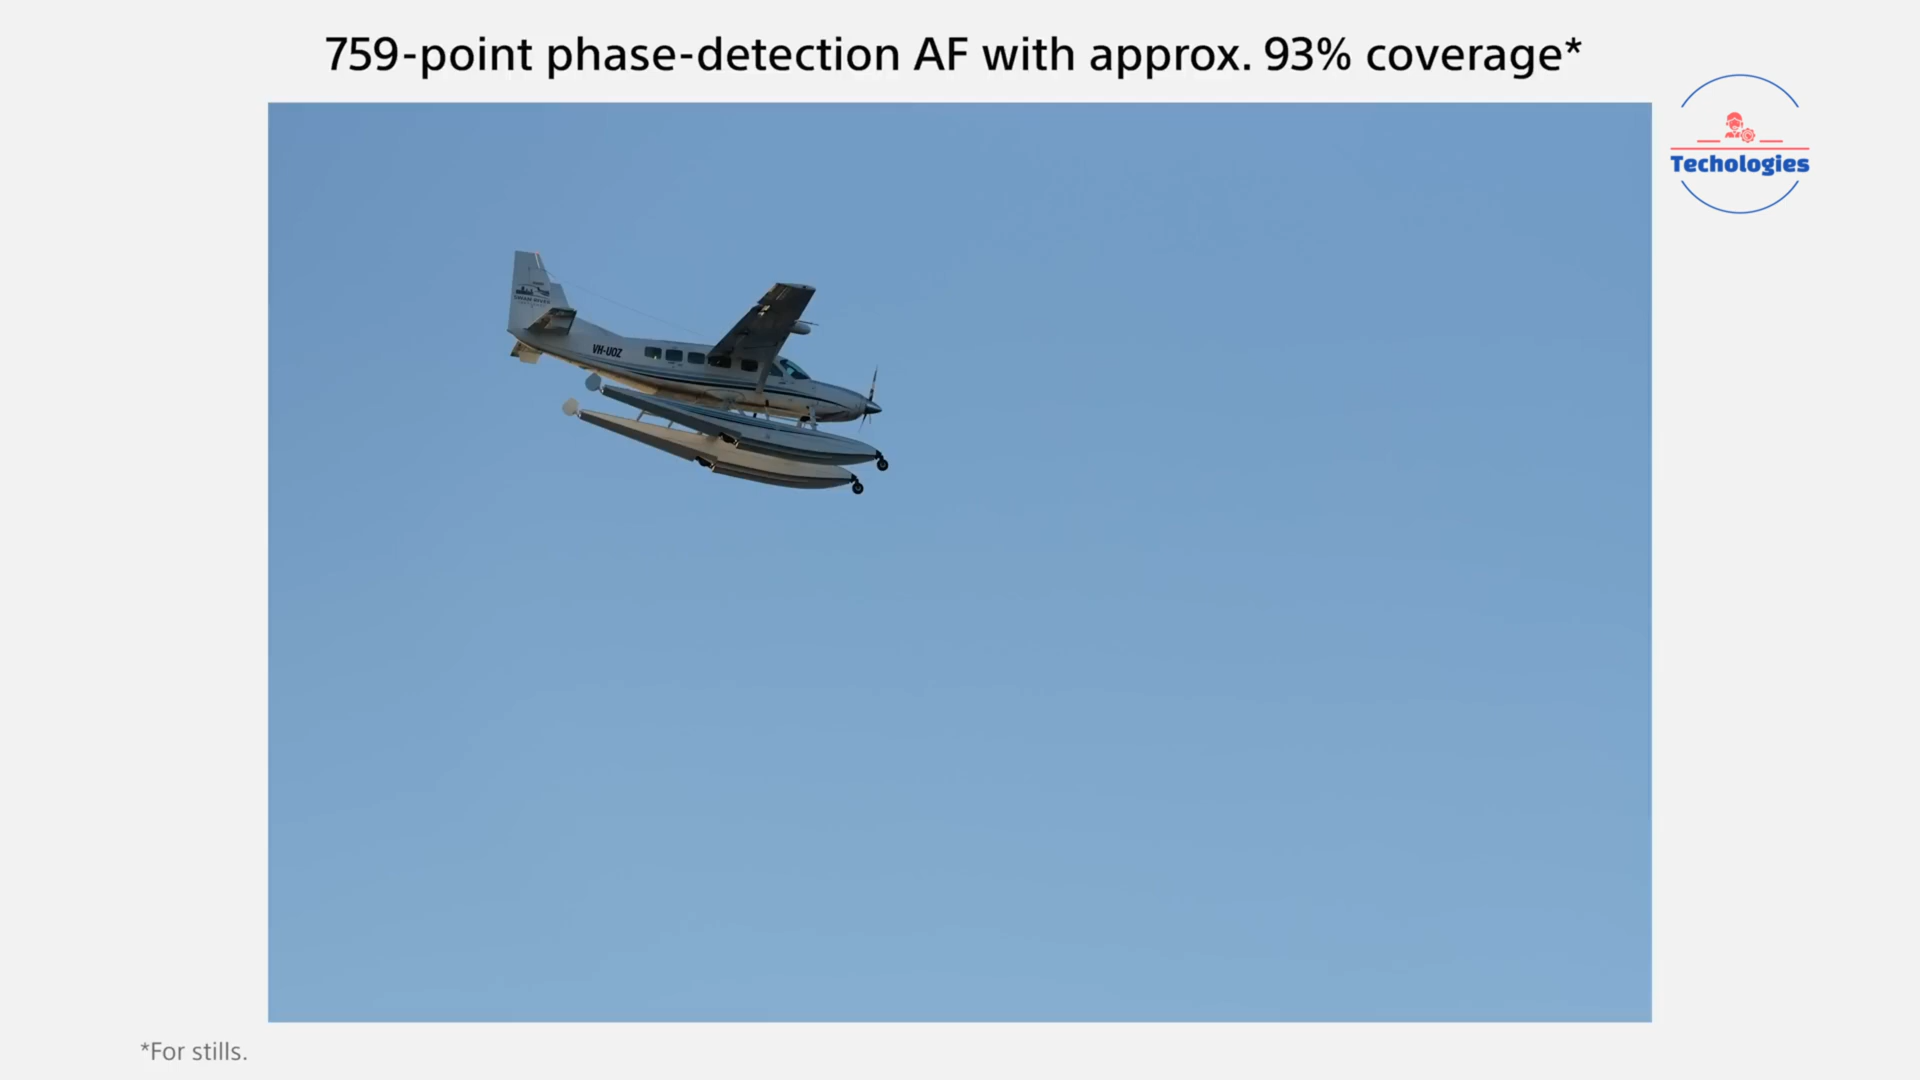 759-point phase-detection AF with approx. 93% coverage*
Techologies
VH-UOZ
*For stills.